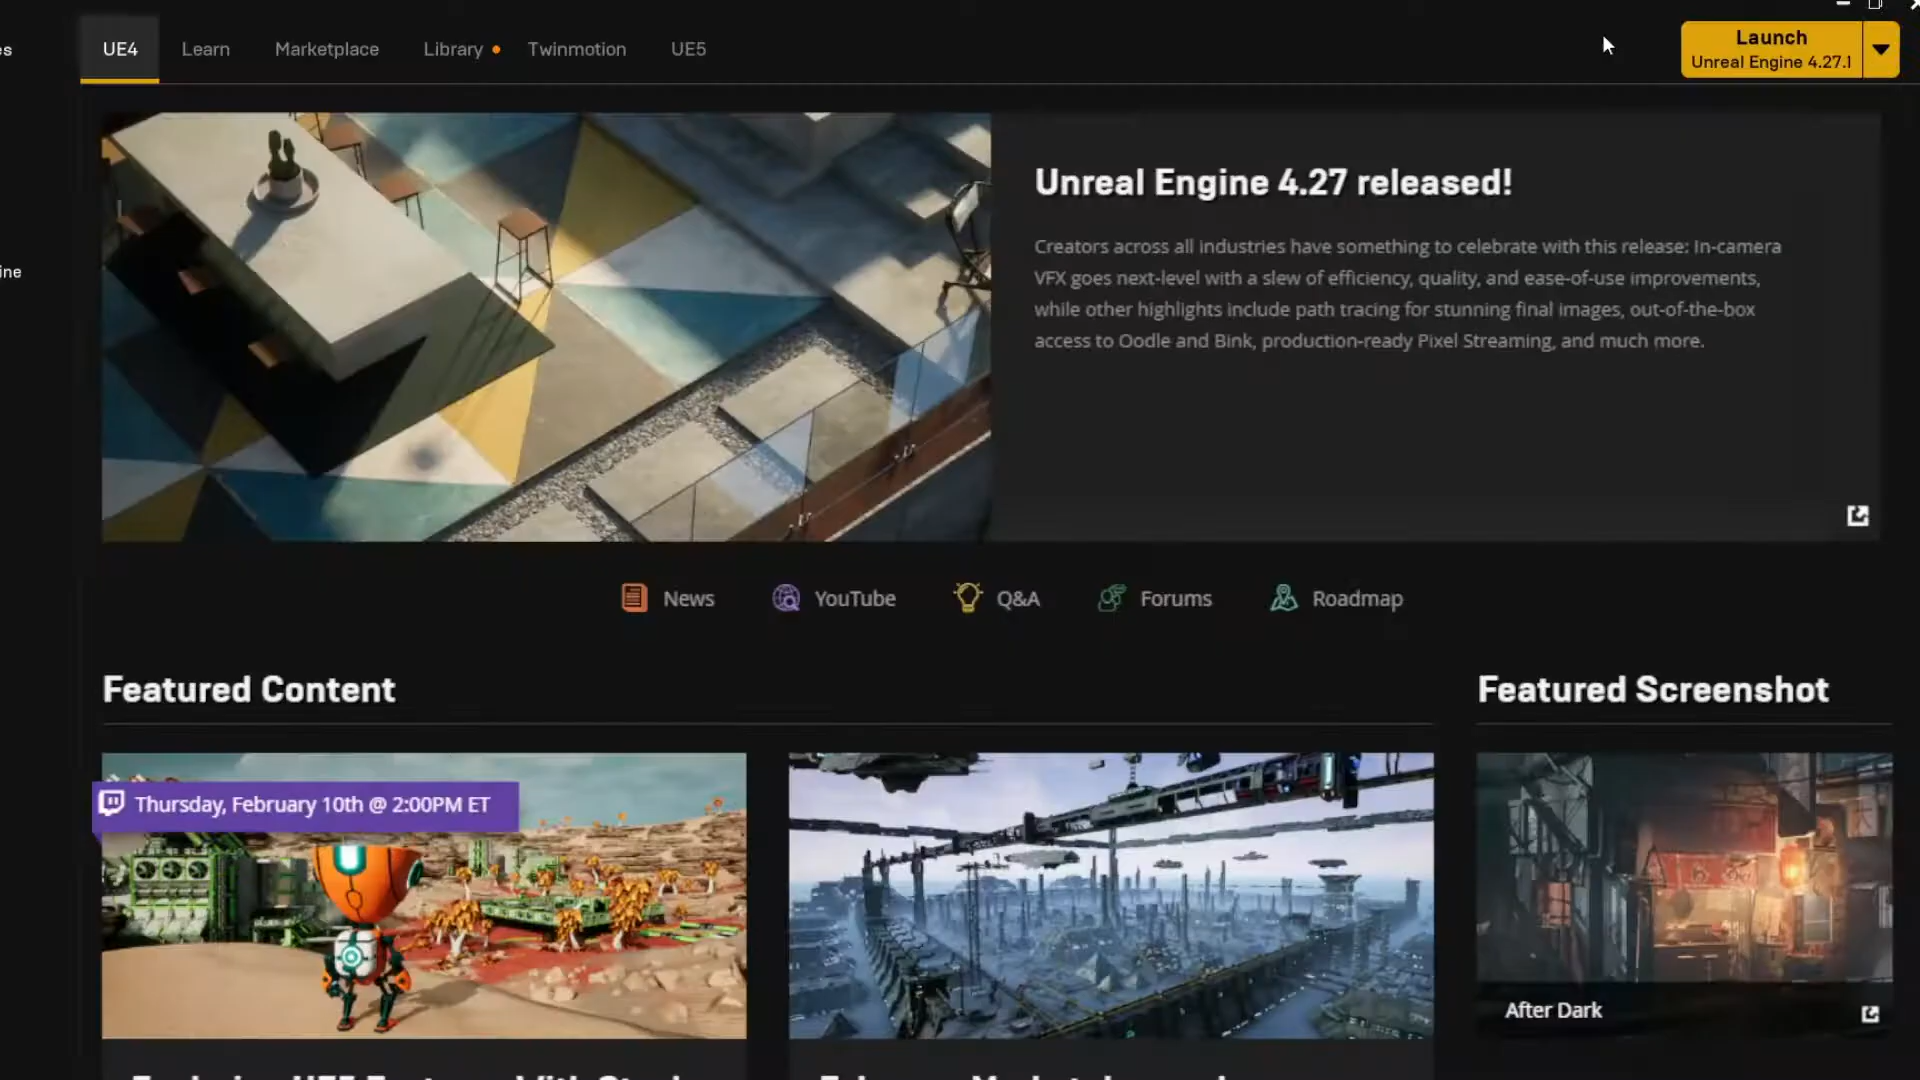 es
UE4
Learn
Marketplace
Library
Twinmotion
UE5
Launch
Unreal Engine 4.27.1
ine
Unreal Engine 4.27 released!
Creators across all industries have something to celebrate with this release: In-camera
VFX goes next-level with a slew of efficiency, quality, and ease-of-use improvements,
while other highlights include path tracing for stunning final images, out-of-the-box
access to Oodle and Bink, production-ready Pixel Streaming, and much more.
News
YouTube
Q&A
Forums
Roadmap
Featured Content
Featured Screenshot
Thursday, February 10th @ 2:00PM ET
After Dark